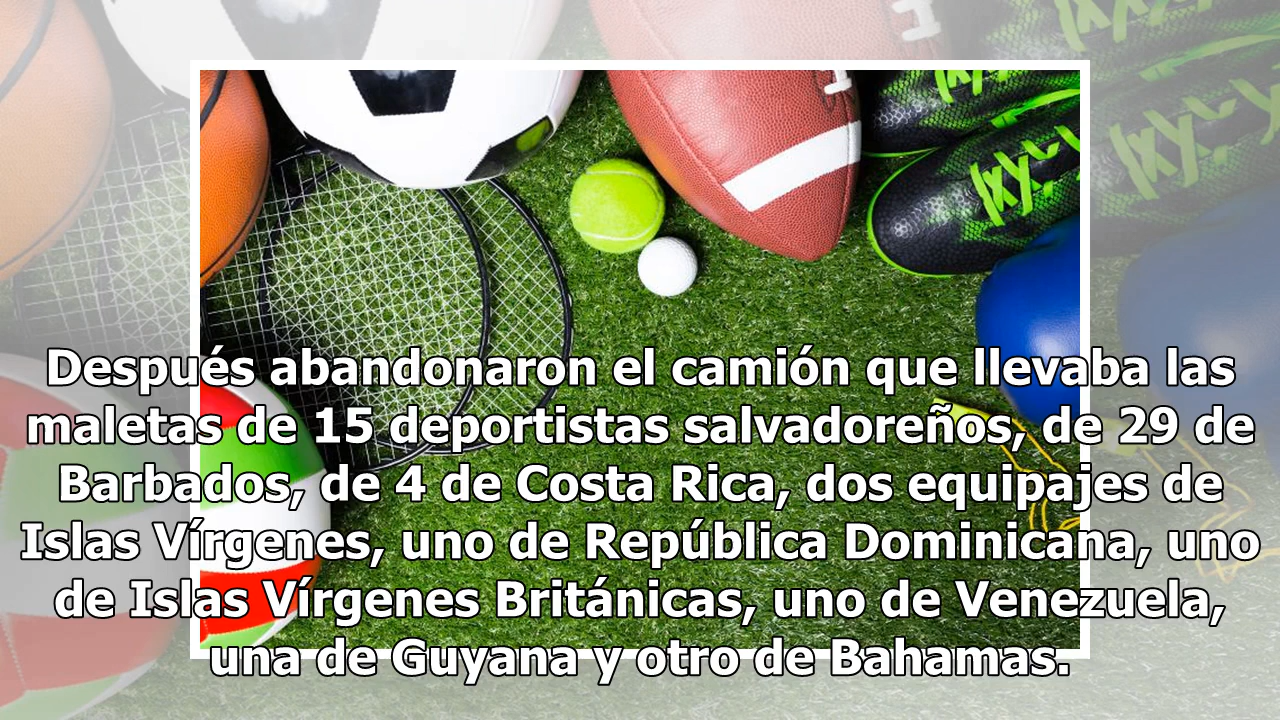 Después abandonaron el camión que llevaba las
maletas de 15 deportistas salvadoreños, de 29 de
Barbados, de 4 de Costa Rica, dos equipajes de
Islas Vírgenes, uno de República Dominicana, uno
de Islas Vírgenes Británicas, uno de Venezuela,
una de Guyana y otro de Bahamas.